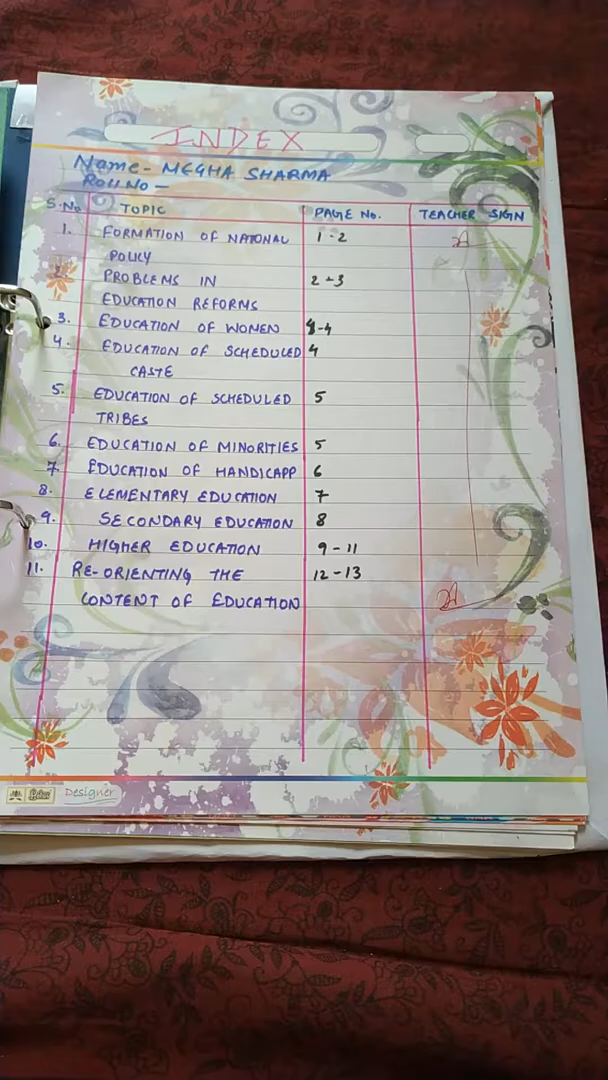 INDEX
Name- MEGHA SHARMA
Roll No -
S.No TOPIC PAGE No. TEACHER SIGN
1. FORMATION OF NATIONAL 1-2
POLICY
2. PROBLEMS IN 2-3
EDUCATION REFORMS
3. EDUCATION OF WOMEN -4
4. EDUCATION OF SCHEDULED 4
CASTE
5. EDUCATION OF SCHEDULED 5
TRIBES
6. EDUCATION OF MINORITIES 5
7. EDUCATION OF HANDICAPP 6
8. ELEMENTARY EDUCATION 7
9. SECONDARY EDUCATION 8
10. HIGHER EDUCATION 9-11
11. RE-ORIENTING THE 12-13
CONTENT OF EDUCATION
Designer